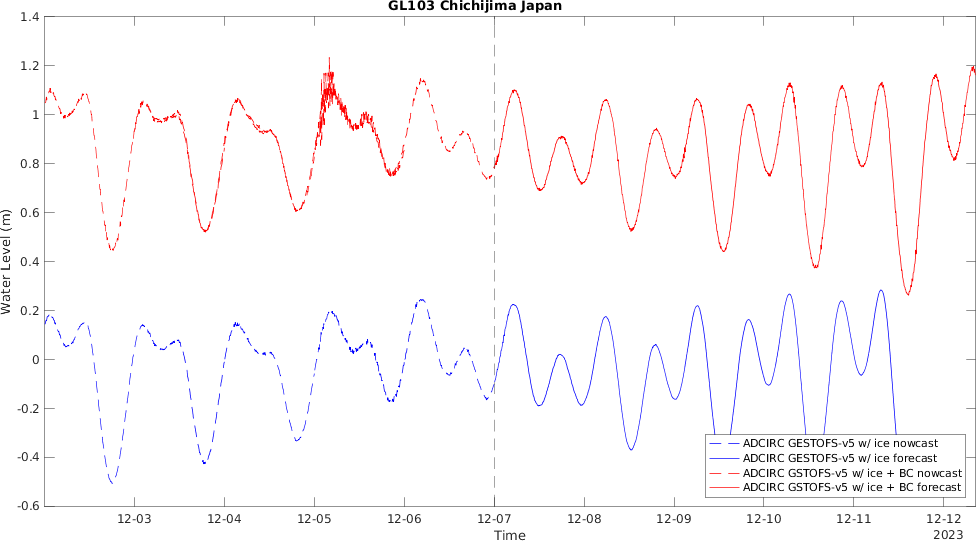 GL103 Chichijima Japan
1.4
1.2
1
0.8
0.6
0.4
0.2
0
-0.2
-0.4
-0.6
Water Level (m)
ADCIRC GESTOFS-v5 w/ ice nowcast
ADCIRC GESTOFS-v5 w/ ice forecast
ADCIRC GSTOFS-v5 w/ ice + BC nowcast
ADCIRC GSTOFS-v5 w/ ice + BC forecast
12-03 12-04 12-05 12-06 12-07 12-08 12-09 12-10 12-11 12-12
Time
2023